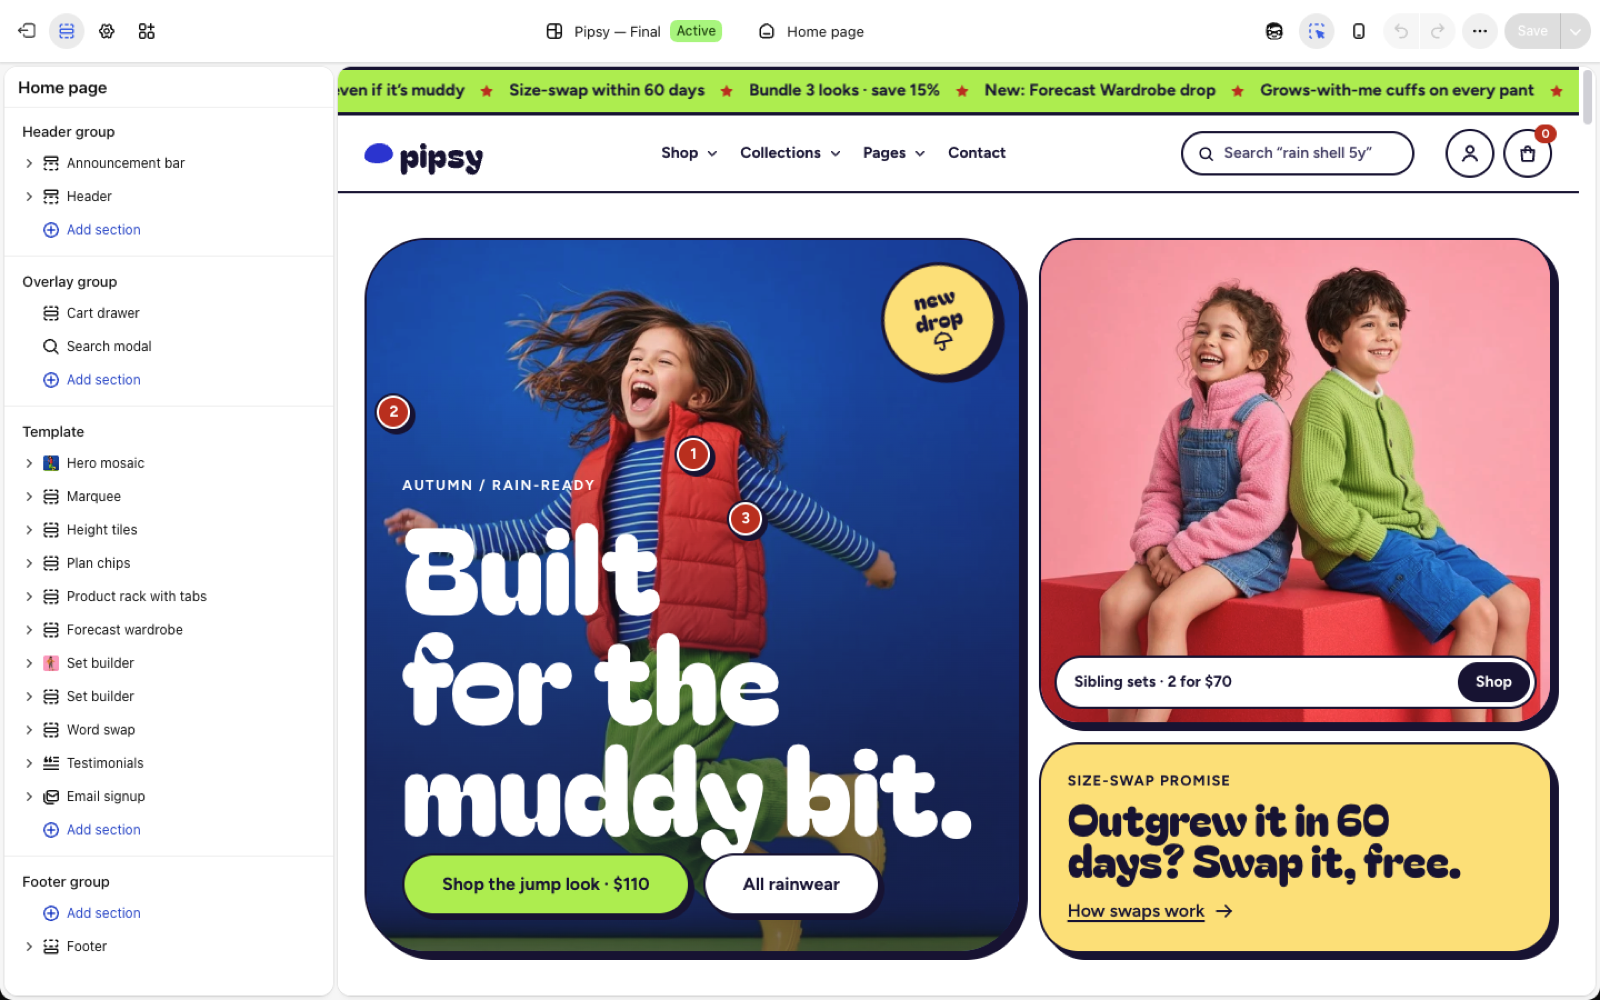 Pipsy — Final
Active
Home page
Save
Home page
Header group
Announcement bar
Header
Add section
Overlay group
Cart drawer
Search modal
Add section
Template
Hero mosaic
Marquee
Height tiles
Plan chips
Product rack with tabs
Forecast wardrobe
Set builder
Set builder
Word swap
Testimonials
Email signup
Add section
Footer group
Add section
Footer
even if it's muddy ★ Size-swap within 60 days ★ Bundle 3 looks · save 15% ★ New: Forecast Wardrobe drop ★ Grows-with-me cuffs on every pant ★
pipsy
Shop
Collections
Pages
Contact
Search “rain shell 5y”
0
new
drop
2
1
3
AUTUMN / RAIN-READY
Built
for the
muddy bit.
Shop the jump look · $110
All rainwear
Sibling sets · 2 for $70
Shop
SIZE-SWAP PROMISE
Outgrew it in 60
days? Swap it, free.
How swaps work →